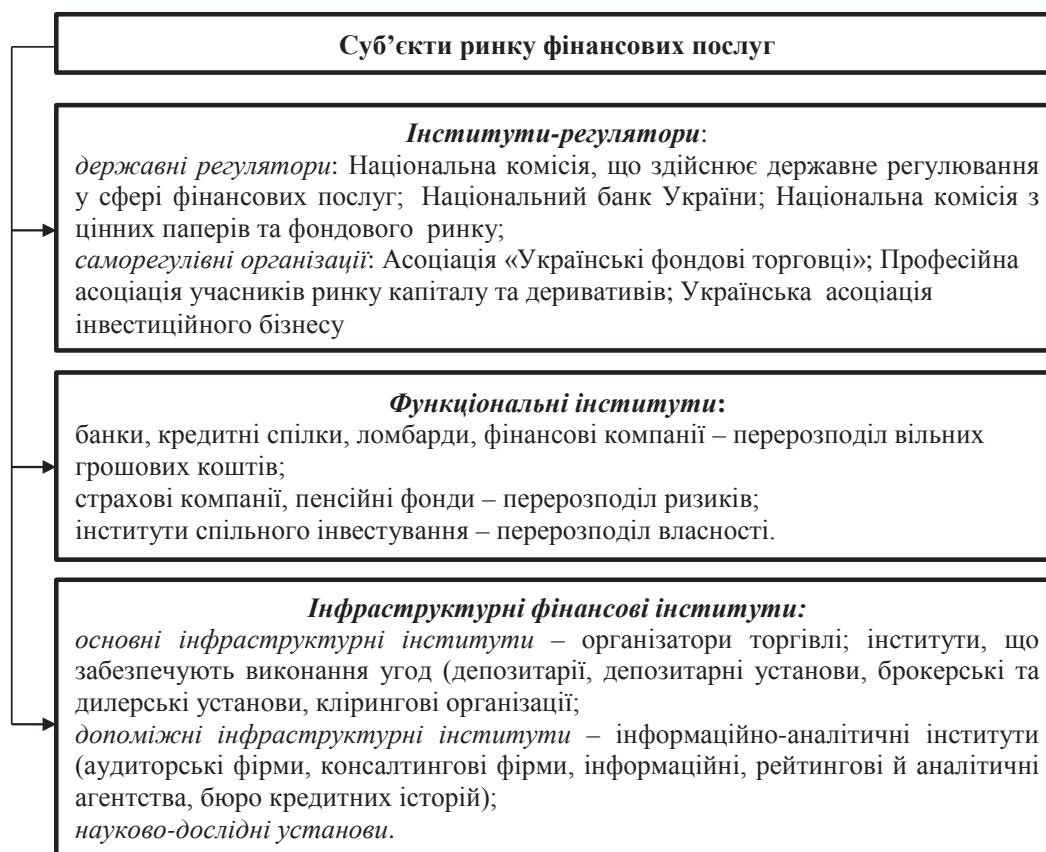 Суб’єкти ринку фінансових послуг
Інститути-регулятори:
державні регулятори: Національна комісія, що здійснює державне регулювання
у сфері фінансових послуг; Національний банк України; Національна комісія з
цінних паперів та фондового ринку;
саморегулівні організації: Асоціація «Українські фондові торговці»; Професійна
асоціація учасників ринку капіталу та деривативів; Українська асоціація
інвестиційного бізнесу
Функціональні інститути:
банки, кредитні спілки, ломбарди, фінансові компанії – перерозподіл вільних
грошових коштів;
страхові компанії, пенсійні фонди – перерозподіл ризиків;
інститути спільного інвестування – перерозподіл власності.
Інфраструктурні фінансові інститути:
основні інфраструктурні інститути – організатори торгівлі; інститути, що
забезпечують виконання угод (депозитарії, депозитарні установи, брокерські та
дилерські установи, клірингові організації;
допоміжні інфраструктурні інститути – інформаційно-аналітичні інститути
(аудиторські фірми, консалтингові фірми, інформаційні, рейтингові й аналітичні
агентства, бюро кредитних історій);
науково-дослідні установи.